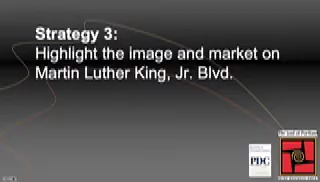 Strategy 3:
Highlight the image and market on
Martin Luther King, Jr. Blvd.
PDC